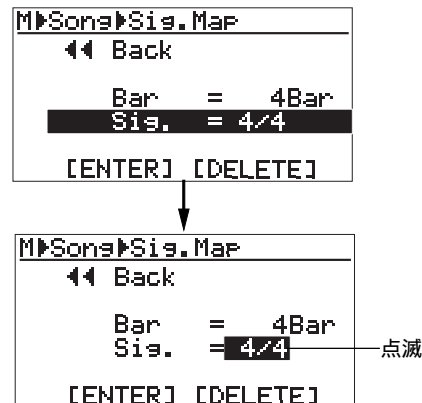 M▶Song▶Sig.Map
◀◀ Back
Bar = 4Bar
Sig. = 4/4
[ENTER] [DELETE]
M▶Song▶Sig.Map
◀◀ Back
Bar = 4Bar
Sig. = 4/4 点滅
[ENTER] [DELETE]